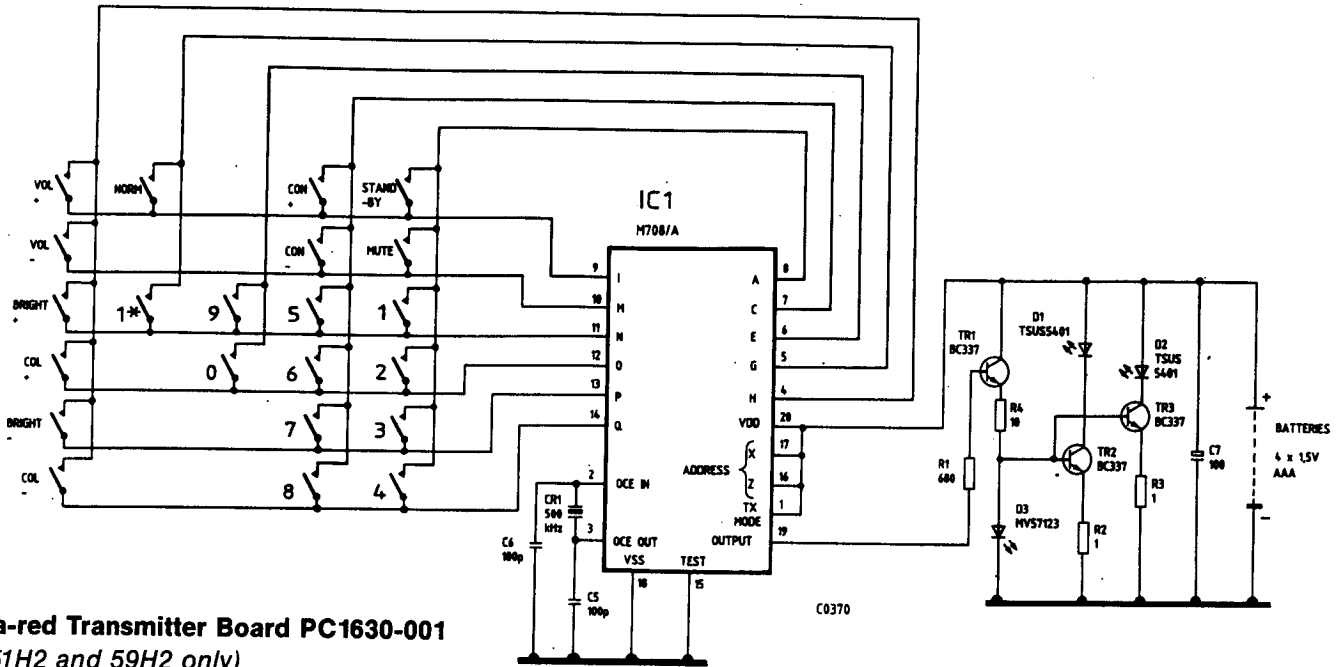 VOL
+
NORM
CON
+
STAND
-BY
VOL
-
CON
-
MUTE
BRIGHT
+
1*
9
5
1
COL
+
0
6
2
BRIGHT
-
7
3
COL
-
8
4
IC1
M708/A
9 I
10 M
11 N
12 O
13 P
14 Q
2 OCE IN
3 OCE OUT
VSS
18
TEST
15
A 8
C 7
E 6
G 5
H 4
VDD 20
X 17
ADDRESS
Z 16
TX
MODE
1
OUTPUT 19
CR1
500
kHz
C6
100p
C5
100p
C0370
TR1
BC337
D1
TSUS5401
D2
TSUS
5401
R4
10
TR3
BC337
TR2
BC337
R1
680
D3
MVS7123
R2
1
R3
1
C7
100
+
BATTERIES
4 x 1,5V
AAA
-
a-red Transmitter Board PC1630-001
51H2 and 59H2 only)